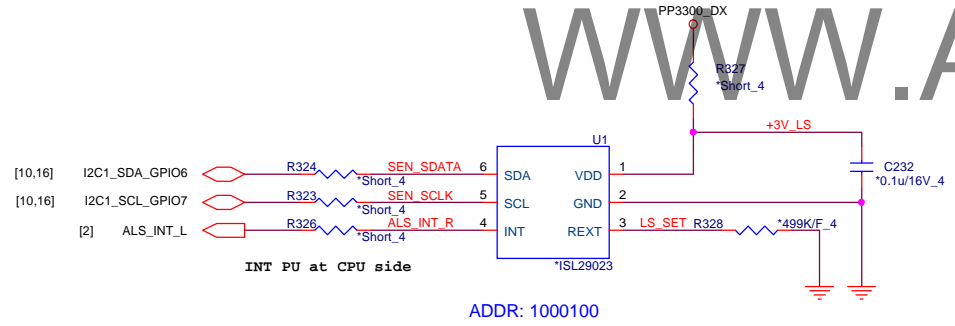 WWW.A
PP3300_DX
R327
*Short_4
+3V_LS
U1
C232
*0.1u/16V_4
[10,16] I2C1_SDA_GPIO6 R324 SEN_SDATA 6 SDA VDD 1
*Short_4
[10,16] I2C1_SCL_GPIO7 R323 SEN_SCLK 5 SCL GND 2
*Short_4
[2] ALS_INT_L R326 ALS_INT_R 4 INT REXT 3 LS_SET R328 *499K/F_4
*Short_4
INT PU at CPU side
*ISL29023
ADDR: 1000100